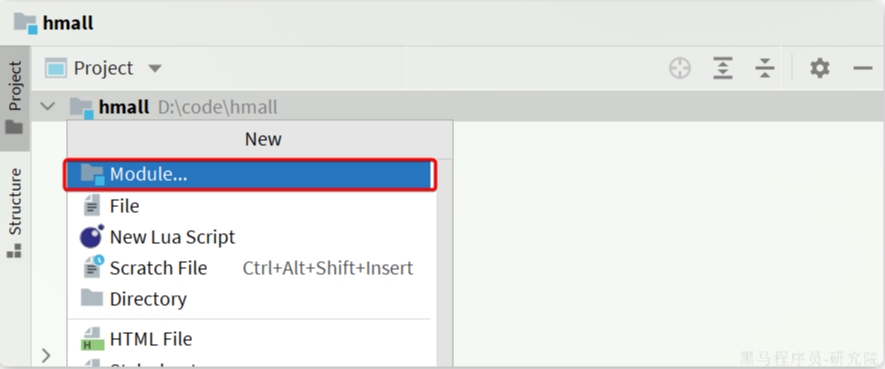 hmall
Project
Project
hmall D:\code\hmall
New
Module...
File
Structure
New Lua Script
Scratch File Ctrl+Alt+Shift+Insert
Directory
HTML File
黑马程序员-研究院